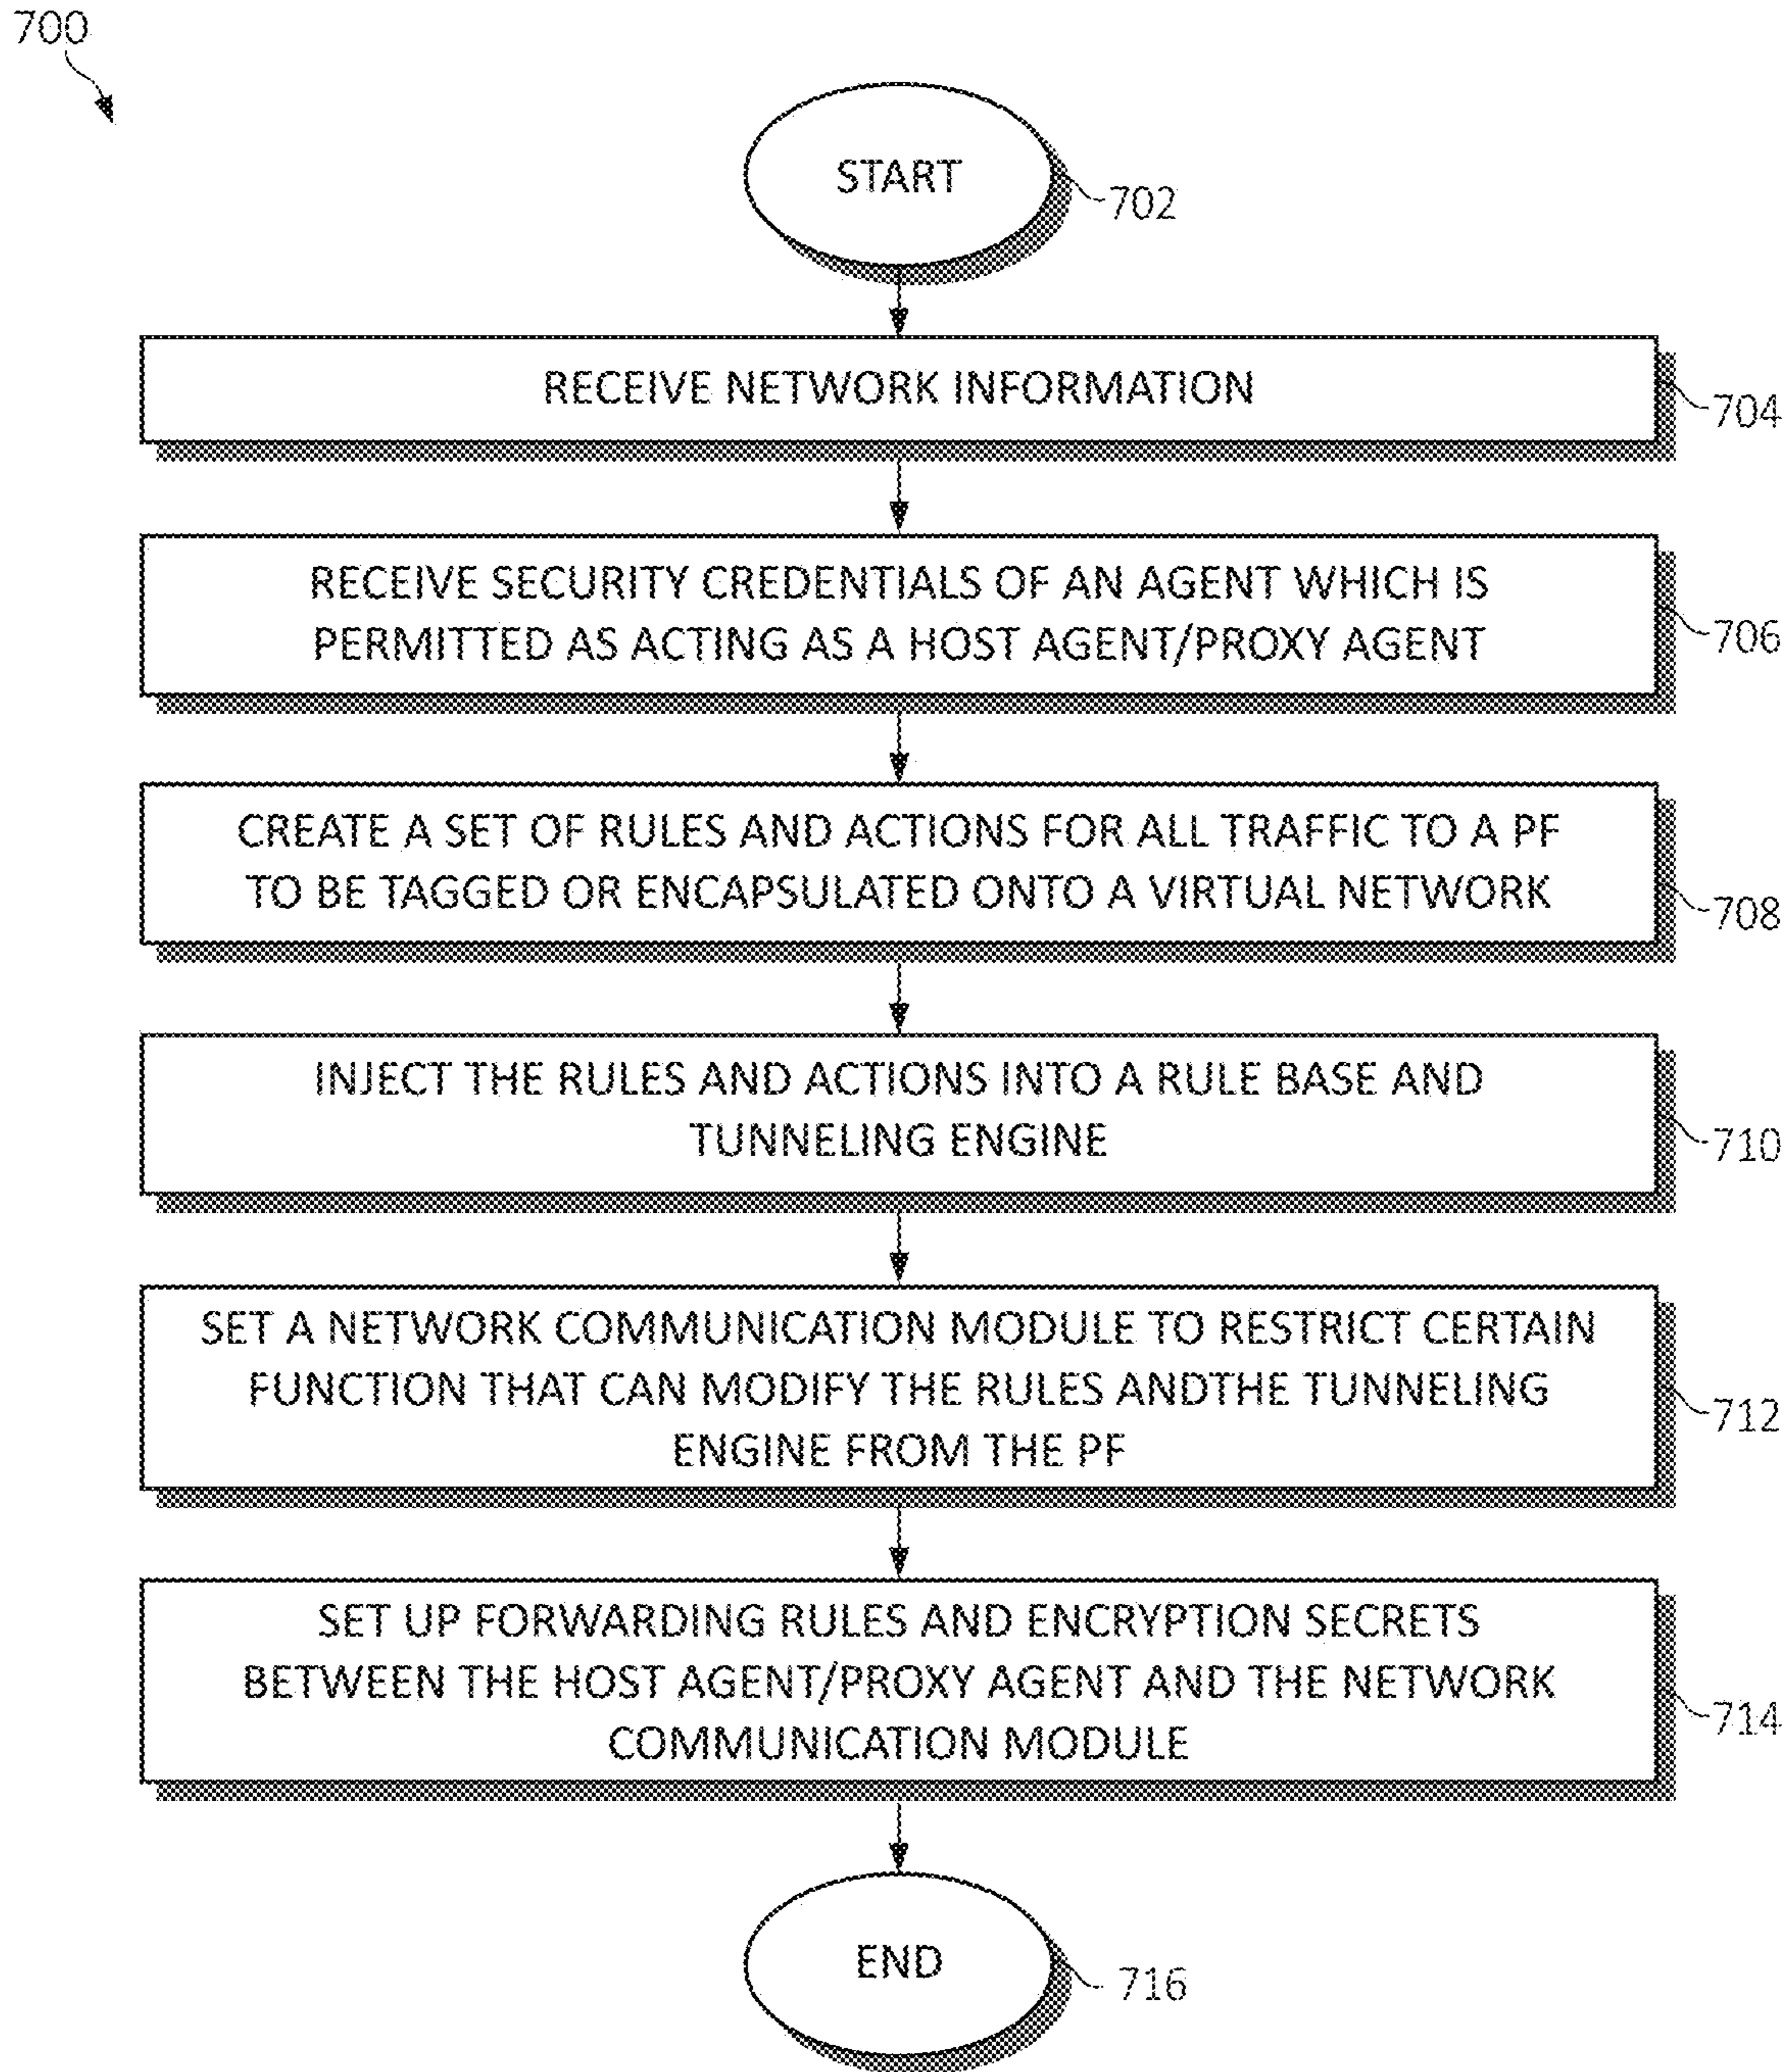 700
START
702
RECEIVE NETWORK INFORMATION
704
RECEIVE SECURITY CREDENTIALS OF AN AGENT WHICH IS
PERMITTED AS ACTING AS A HOST AGENT/PROXY AGENT
706
CREATE A SET OF RULES AND ACTIONS FOR ALL TRAFFIC TO A PF
TO BE TAGGED OR ENCAPSULATED ONTO A VIRTUAL NETWORK
708
INJECT THE RULES AND ACTIONS INTO A RULE BASE AND
TUNNELING ENGINE
710
SET A NETWORK COMMUNICATION MODULE TO RESTRICT CERTAIN
FUNCTION THAT CAN MODIFY THE RULES ANDTHE TUNNELING
ENGINE FROM THE PF
712
SET UP FORWARDING RULES AND ENCRYPTION SECRETS
BETWEEN THE HOST AGENT/PROXY AGENT AND THE NETWORK
COMMUNICATION MODULE
714
END
716